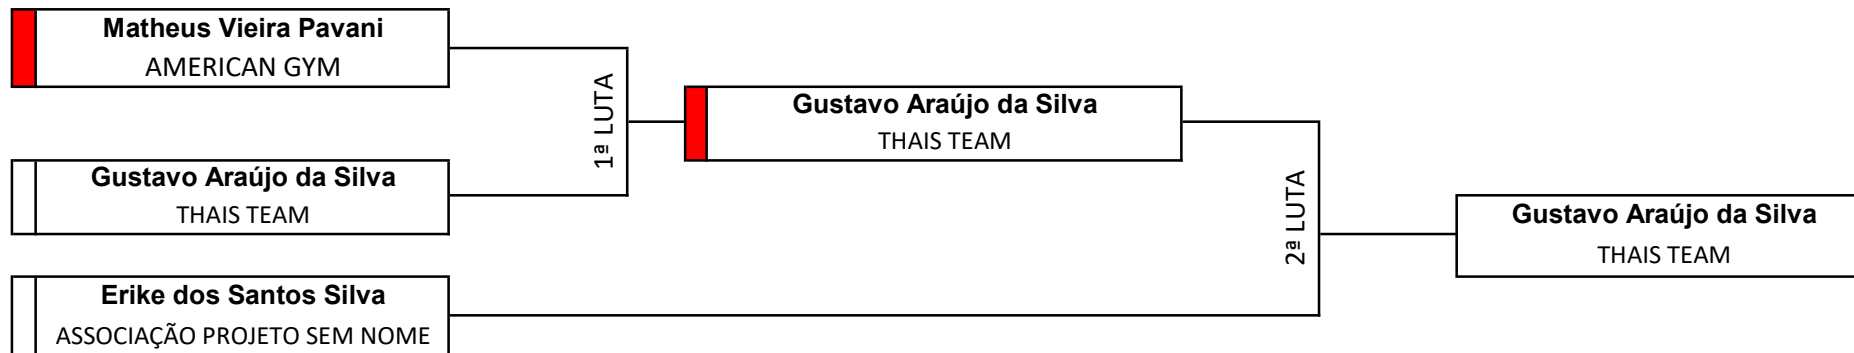 Matheus Vieira Pavani
AMERICAN GYM
1ª LUTA
Gustavo Araújo da Silva
THAIS TEAM
Gustavo Araújo da Silva
THAIS TEAM
2ª LUTA
Gustavo Araújo da Silva
THAIS TEAM
Erike dos Santos Silva
ASSOCIAÇÃO PROJETO SEM NOME